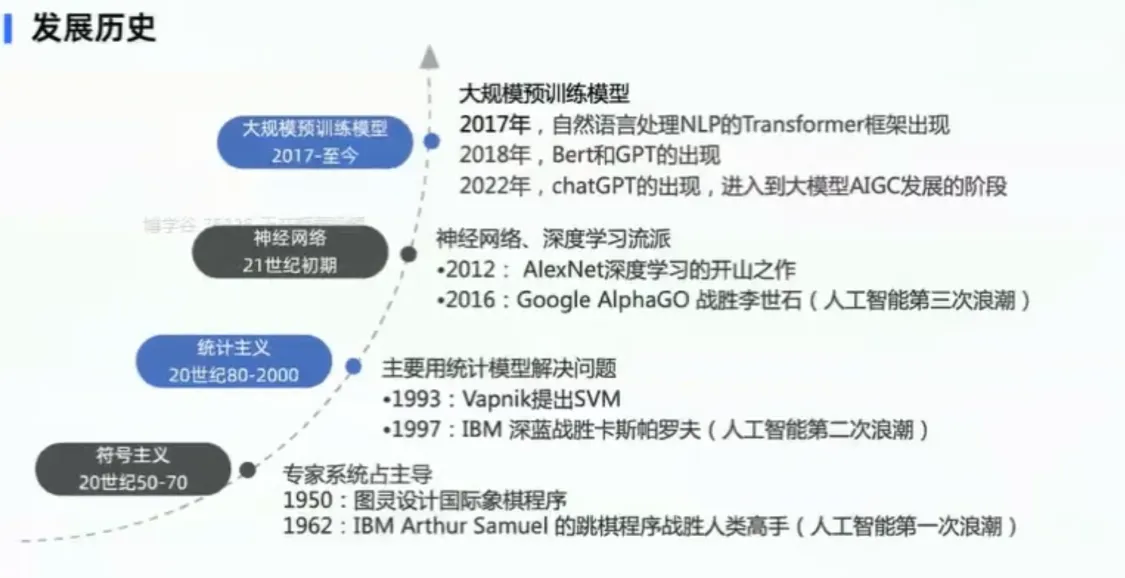 发展历史
大规模预训练模型
2017年，自然语言处理NLP的Transformer框架出现
2018年，Bert和GPT的出现
2022年，chatGPT的出现，进入到大模型AIGC发展的阶段
大规模预训练模型
2017-至今
博学谷
神经网络
21世纪初期
神经网络、深度学习流派
•2012： AlexNet深度学习的开山之作
•2016：Google AlphaGO 战胜李世石（人工智能第三次浪潮）
统计主义
20世纪80-2000
主要用统计模型解决问题
•1993：Vapnik提出SVM
•1997：IBM 深蓝战胜卡斯帕罗夫（人工智能第二次浪潮）
符号主义
20世纪50-70
专家系统占主导
1950：图灵设计国际象棋程序
1962：IBM Arthur Samuel 的跳棋程序战胜人类高手（人工智能第一次浪潮）